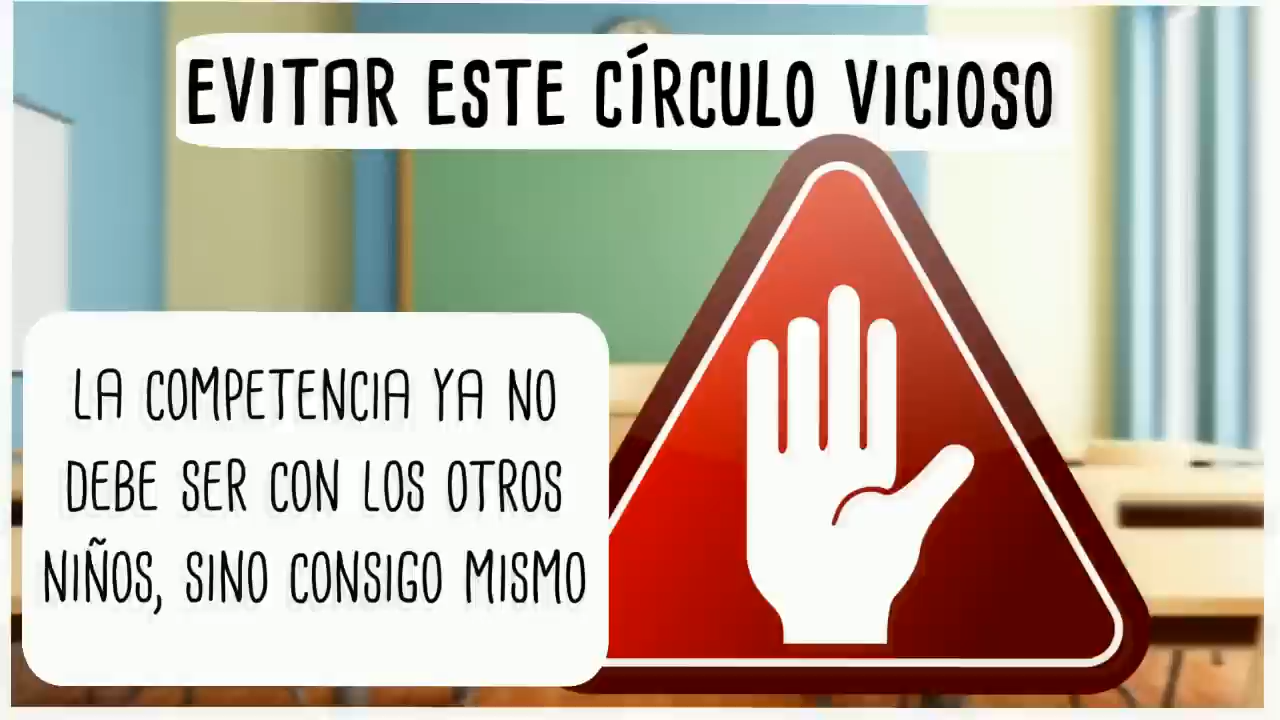 EVITAR ESTE CÍRCULO VICIOSO
LA COMPETENCIA YA NO
DEBE SER CON LOS OTROS
NIÑOS, SINO CONSIGO MISMO